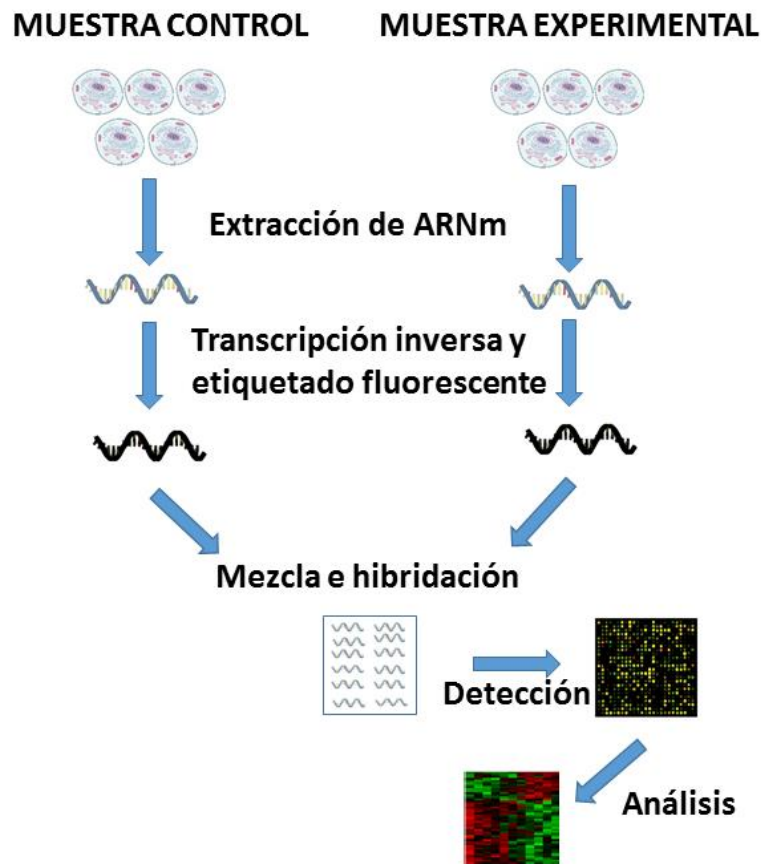 MUESTRA CONTROL
MUESTRA EXPERIMENTAL
Extracción de ARNm
Transcripción inversa y
etiquetado fluorescente
Mezcla e hibridación
Detección
Análisis